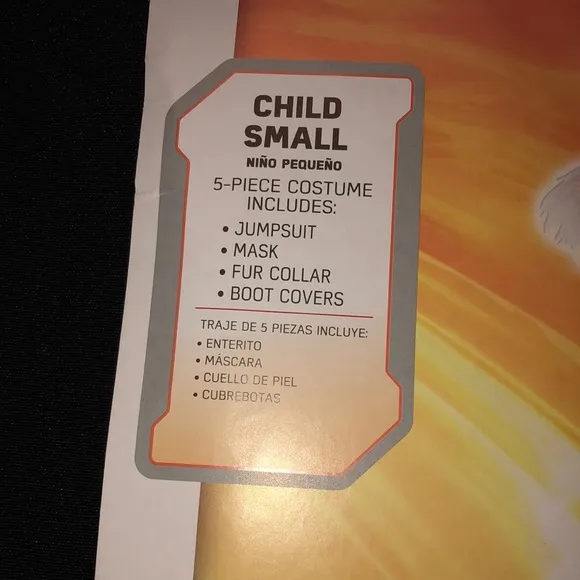 CHILD
SMALL
NIÑO PEQUEÑO
5-PIECE COSTUME
INCLUDES:
• JUMPSUIT
• MASK
• FUR COLLAR
• BOOT COVERS
TRAJE DE 5 PIEZAS INCLUYE:
• ENTERITO
• MÁSCARA
• CUELLO DE PIEL
• CUBREBOTAS